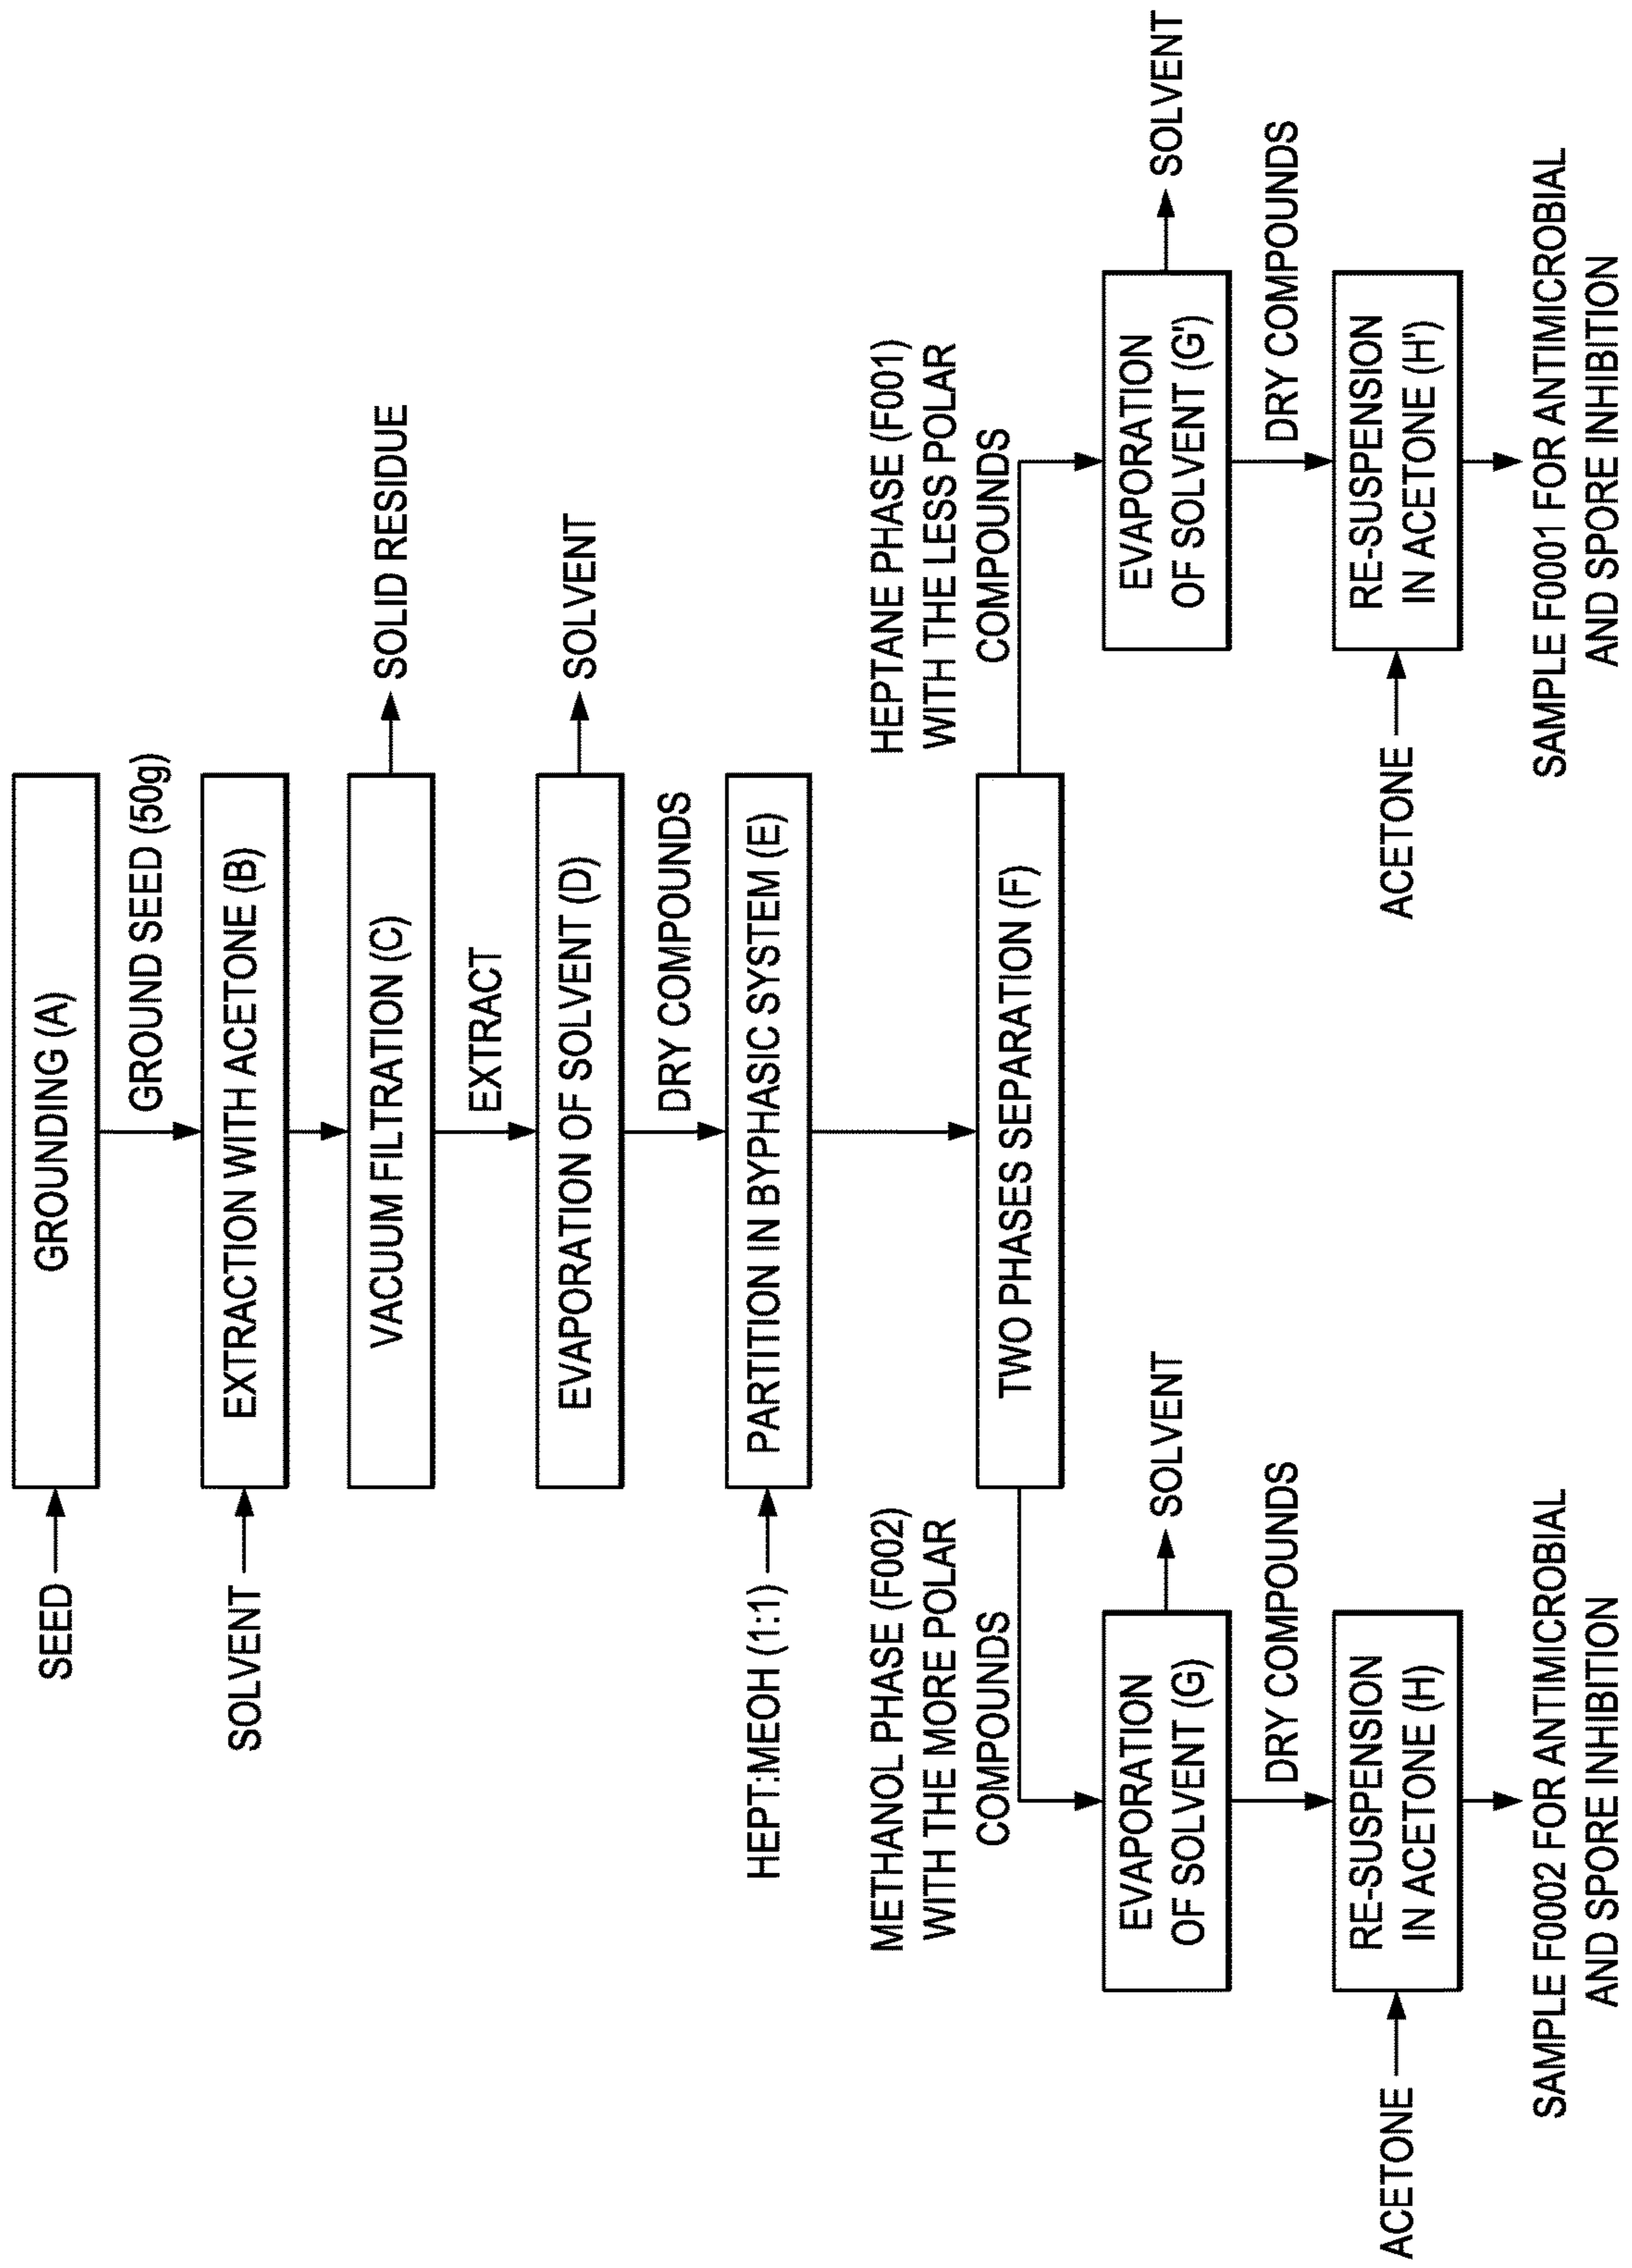 SEED
GROUNDING (A)
GROUND SEED (50g)
SOLVENT
EXTRACTION WITH ACETONE (B)
VACUUM FILTRATION (C)
SOLID RESIDUE
EXTRACT
EVAPORATION OF SOLVENT (D)
SOLVENT
DRY COMPOUNDS
HEPT:MEOH (1:1)
PARTITION IN BYPHASIC SYSTEM (E)
METHANOL PHASE (F002)
WITH THE MORE POLAR
COMPOUNDS
TWO PHASES SEPARATION (F)
HEPTANE PHASE (F001)
WITH THE LESS POLAR
COMPOUNDS
EVAPORATION
OF SOLVENT (G)
SOLVENT
DRY COMPOUNDS
ACETONE
RE-SUSPENSION
IN ACETONE (H)
SAMPLE F0002 FOR ANTIMICROBIAL
AND SPORE INHIBITION
EVAPORATION
OF SOLVENT (G')
SOLVENT
DRY COMPOUNDS
ACETONE
RE-SUSPENSION
IN ACETONE (H')
SAMPLE F0001 FOR ANTIMICROBIAL
AND SPORE INHIBITION